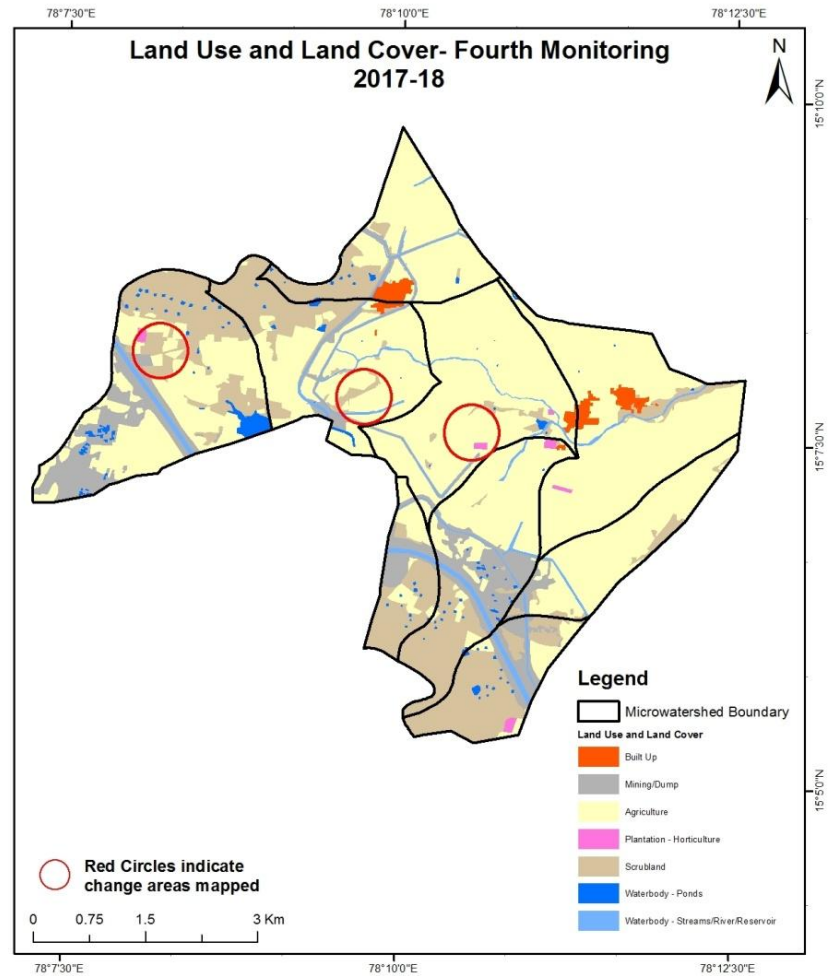 78°7'30"E
78°10'0"E
78°12'30"E
Land Use and Land Cover- Fourth Monitoring
2017-18
N
15°10'0"N
15°7'30"N
15°5'0"N
Legend
Microwatershed Boundary
Land Use and Land Cover
Built Up
Mining/Dump
Agriculture
Plantation - Horticulture
Scrubland
Waterbody - Ponds
Waterbody - Streams/River/Reservoir
Red Circles indicate
change areas mapped
0 0.75 1.5 3 Km
78°7'30"E
78°10'0"E
78°12'30"E